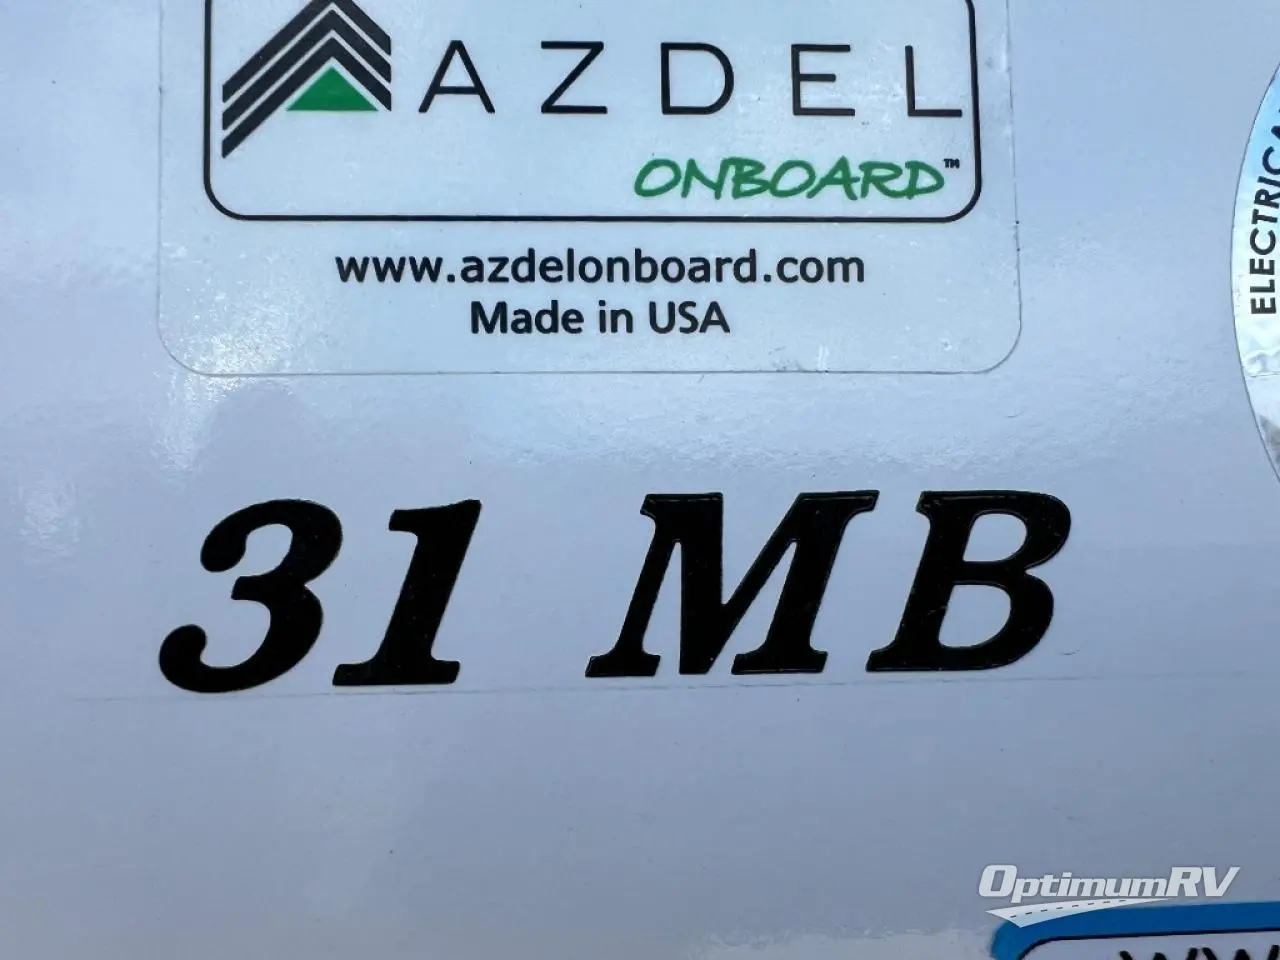 AZDEL
ONBOARD™
www.azdelonboard.com
Made in USA
31 MB
OptimumRV